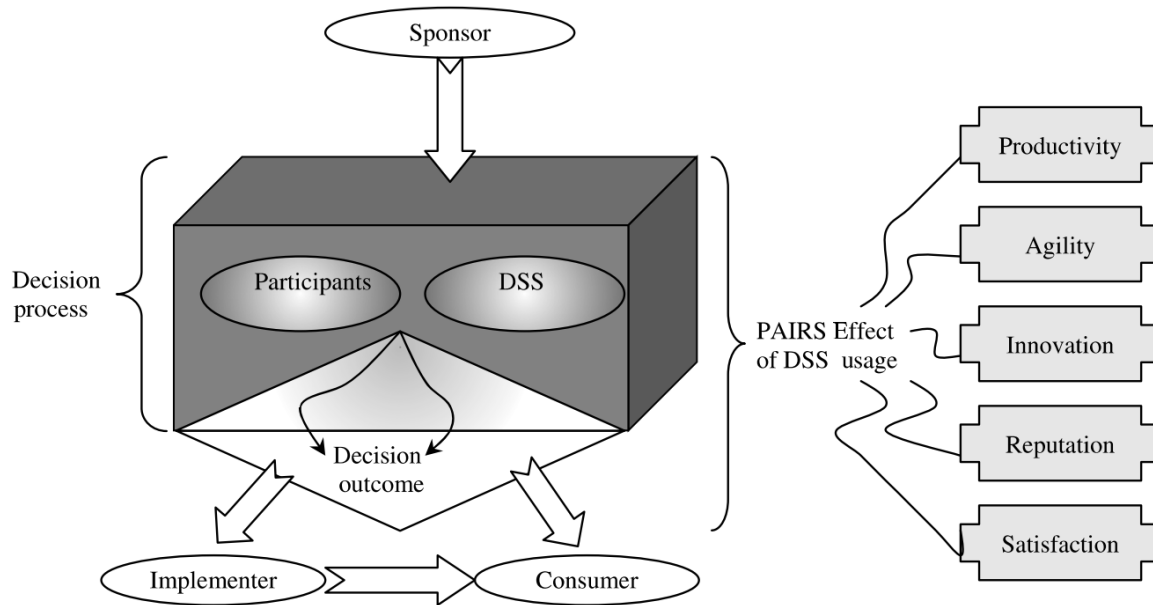 Sponsor
Decision
process
Participants
DSS
Decision
outcome
Implementer
Consumer
PAIRS Effect
of DSS usage
Productivity
Agility
Innovation
Reputation
Satisfaction